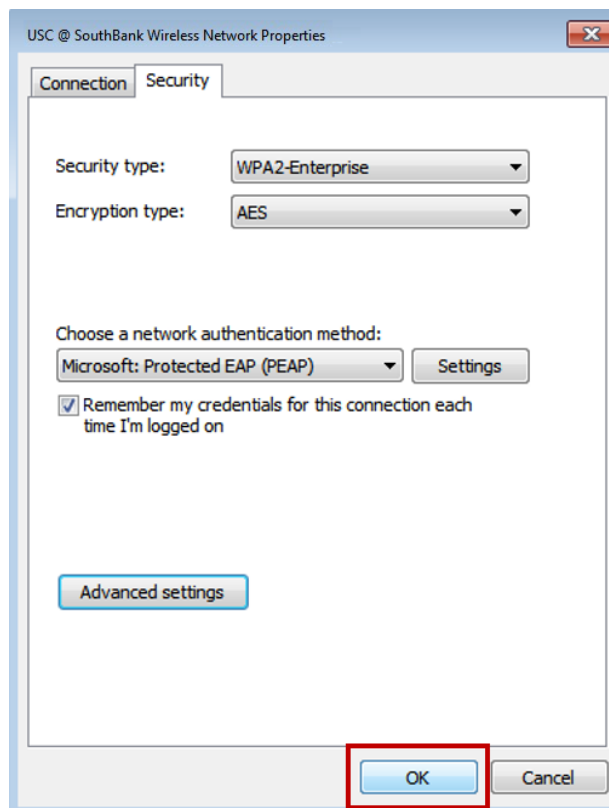 USC @ SouthBank Wireless Network Properties
Connection
Security
Security type:
WPA2-Enterprise
Encryption type:
AES
Choose a network authentication method:
Microsoft: Protected EAP (PEAP)
Settings
Remember my credentials for this connection each
time I'm logged on
Advanced settings
OK
Cancel